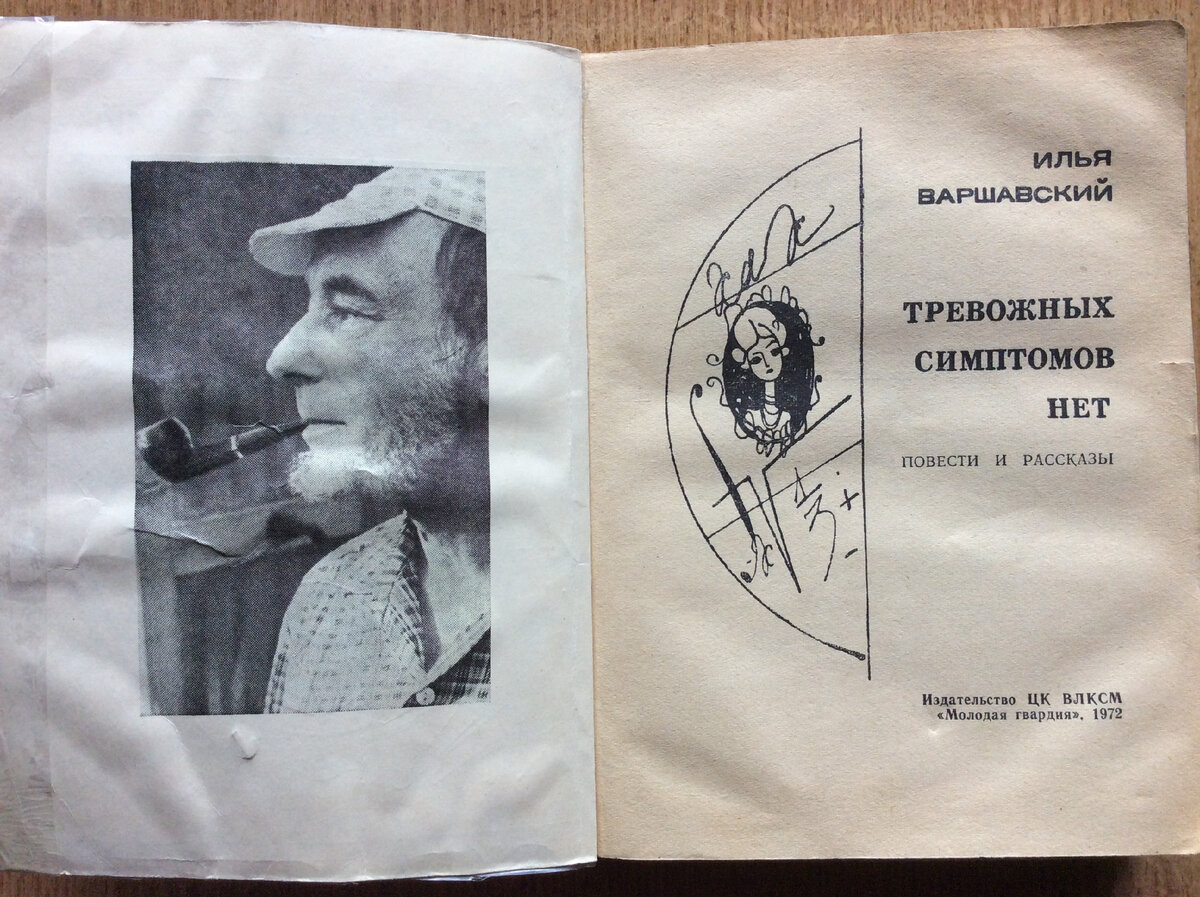 ИЛЬЯ
ВАРШАВСКИЙ
ТРЕВОЖНЫХ
СИМПТОМОВ
НЕТ
ПОВЕСТИ И РАССКАЗЫ
Издательство ЦК ВЛКСМ
«Молодая гвардия», 1972